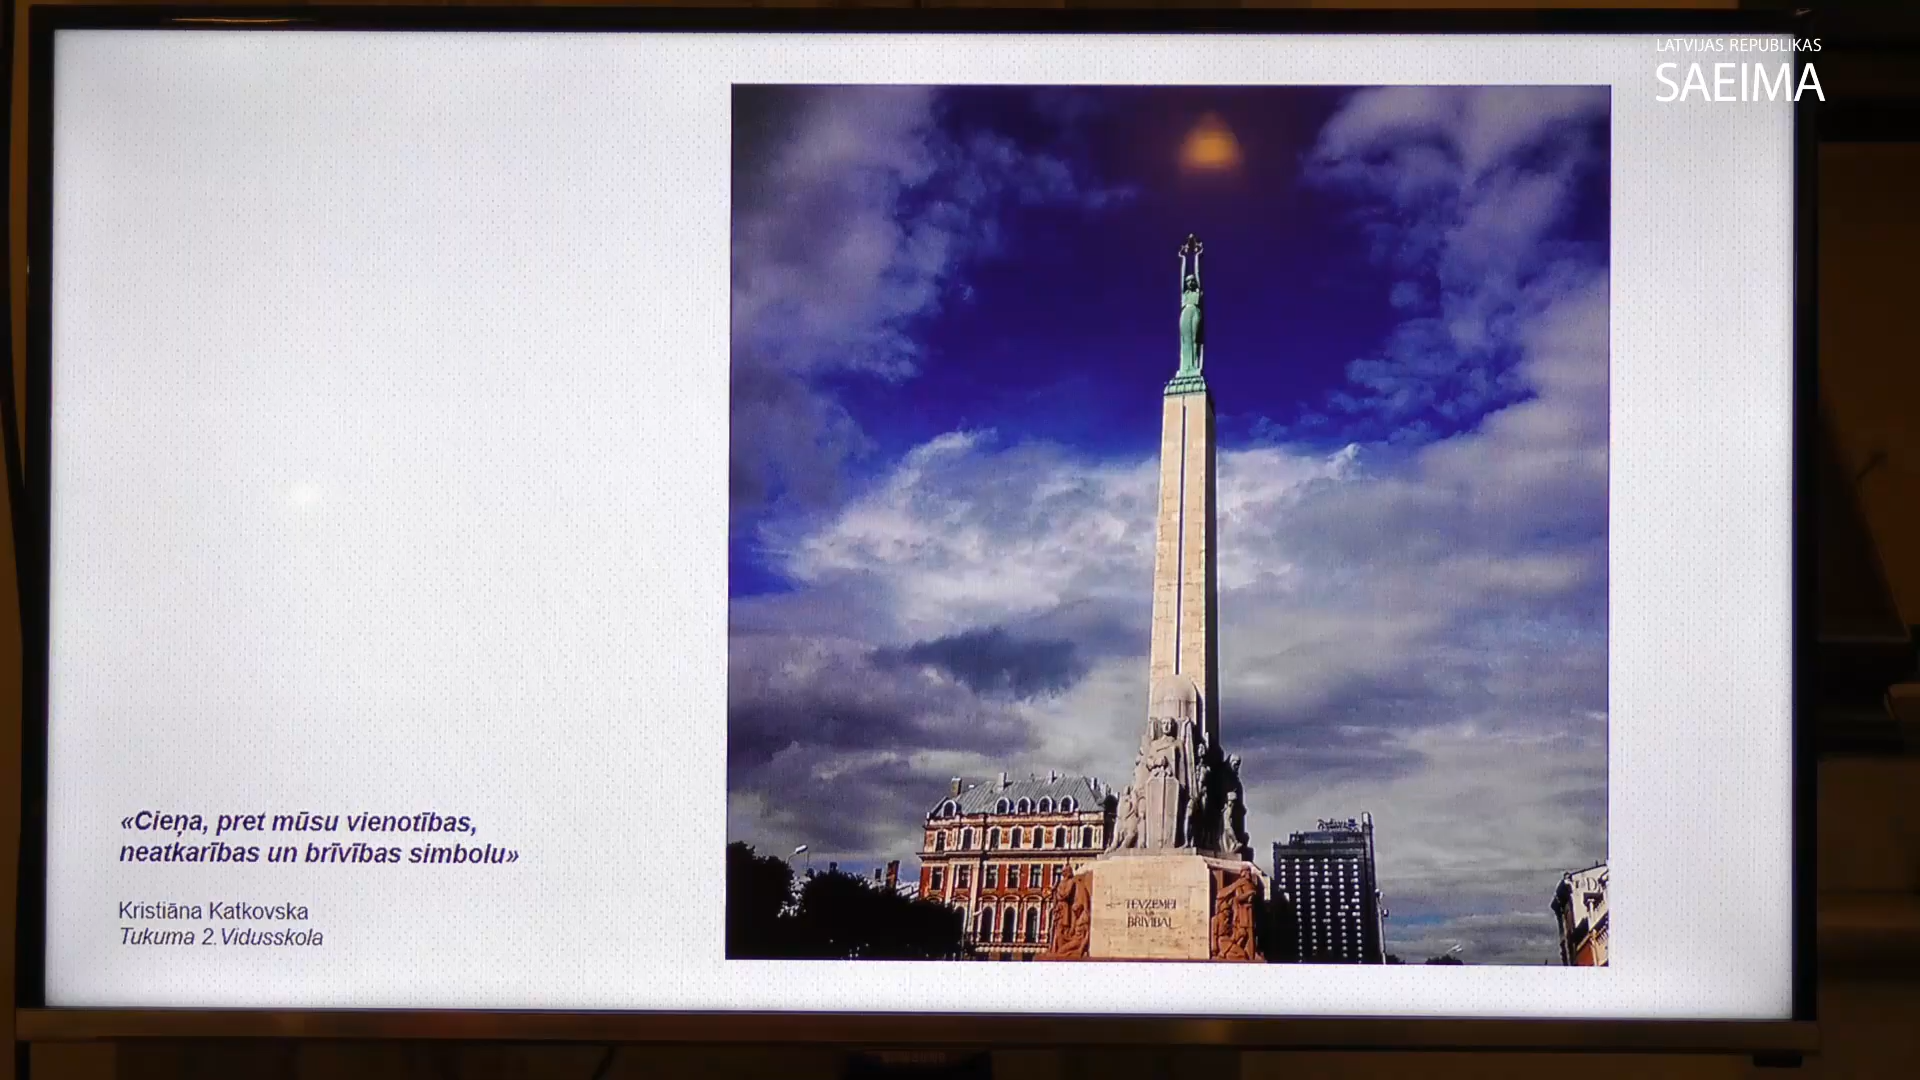 LATVIJAS REPUBLIKAS
SAEIMA
«Cieņa, pret mūsu vienotības,
neatkarības un brīvības simbolu»
Kristiāna Katkovska
Tukuma 2.Vidusskola
TĒVZEMEI
BRĪVĪBAI